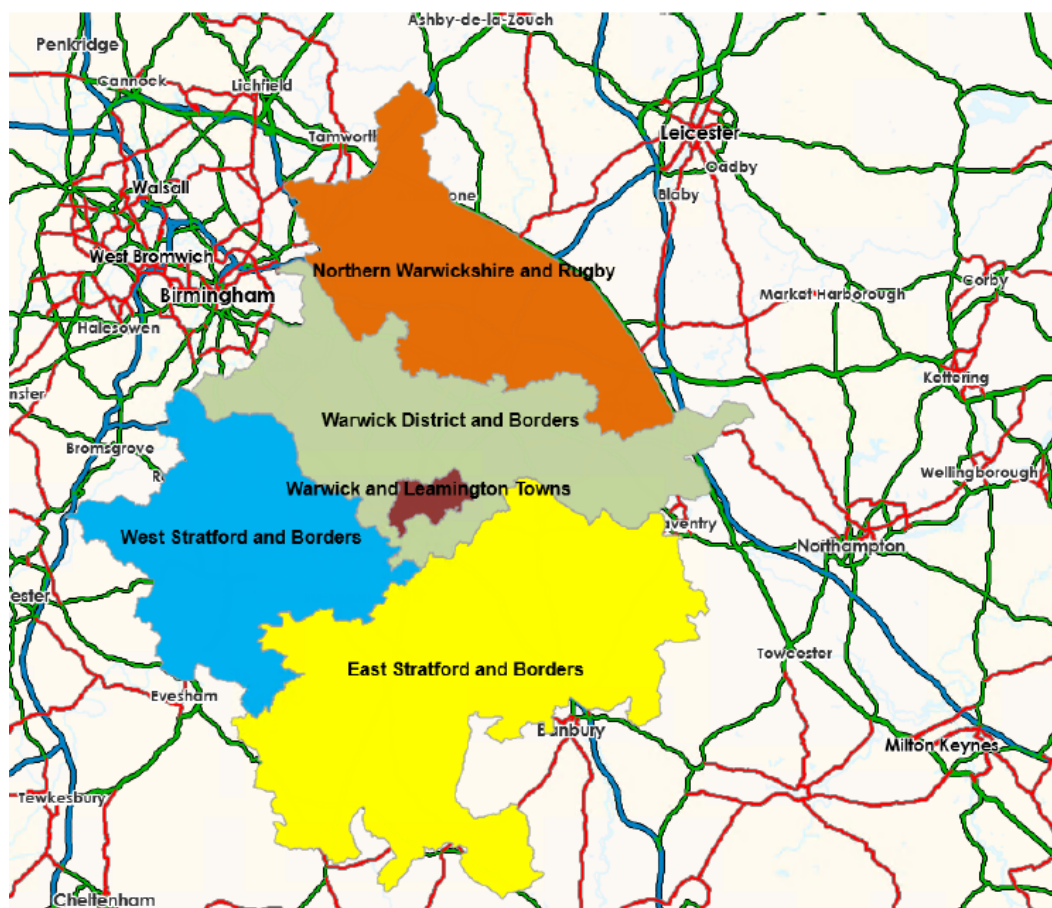 Ashby-de-la-Zouch
Penkridge
Cannock
Lichfield
Tamworth
Leicester
Oadby
Walsall
Blaby
one
West Bromwich
Northern Warwickshire and Rugby
Birmingham
Market Harborough
Corby
Halesowen
Kettering
nster
Warwick District and Borders
Bromsgrove
Wellingborough
R
Warwick and Leamington Towns
West Stratford and Borders
aventry
Northampton
ester
Towcester
East Stratford and Borders
Evesham
Banbury
Milton Keynes
Tewkesbury
Cheltenham